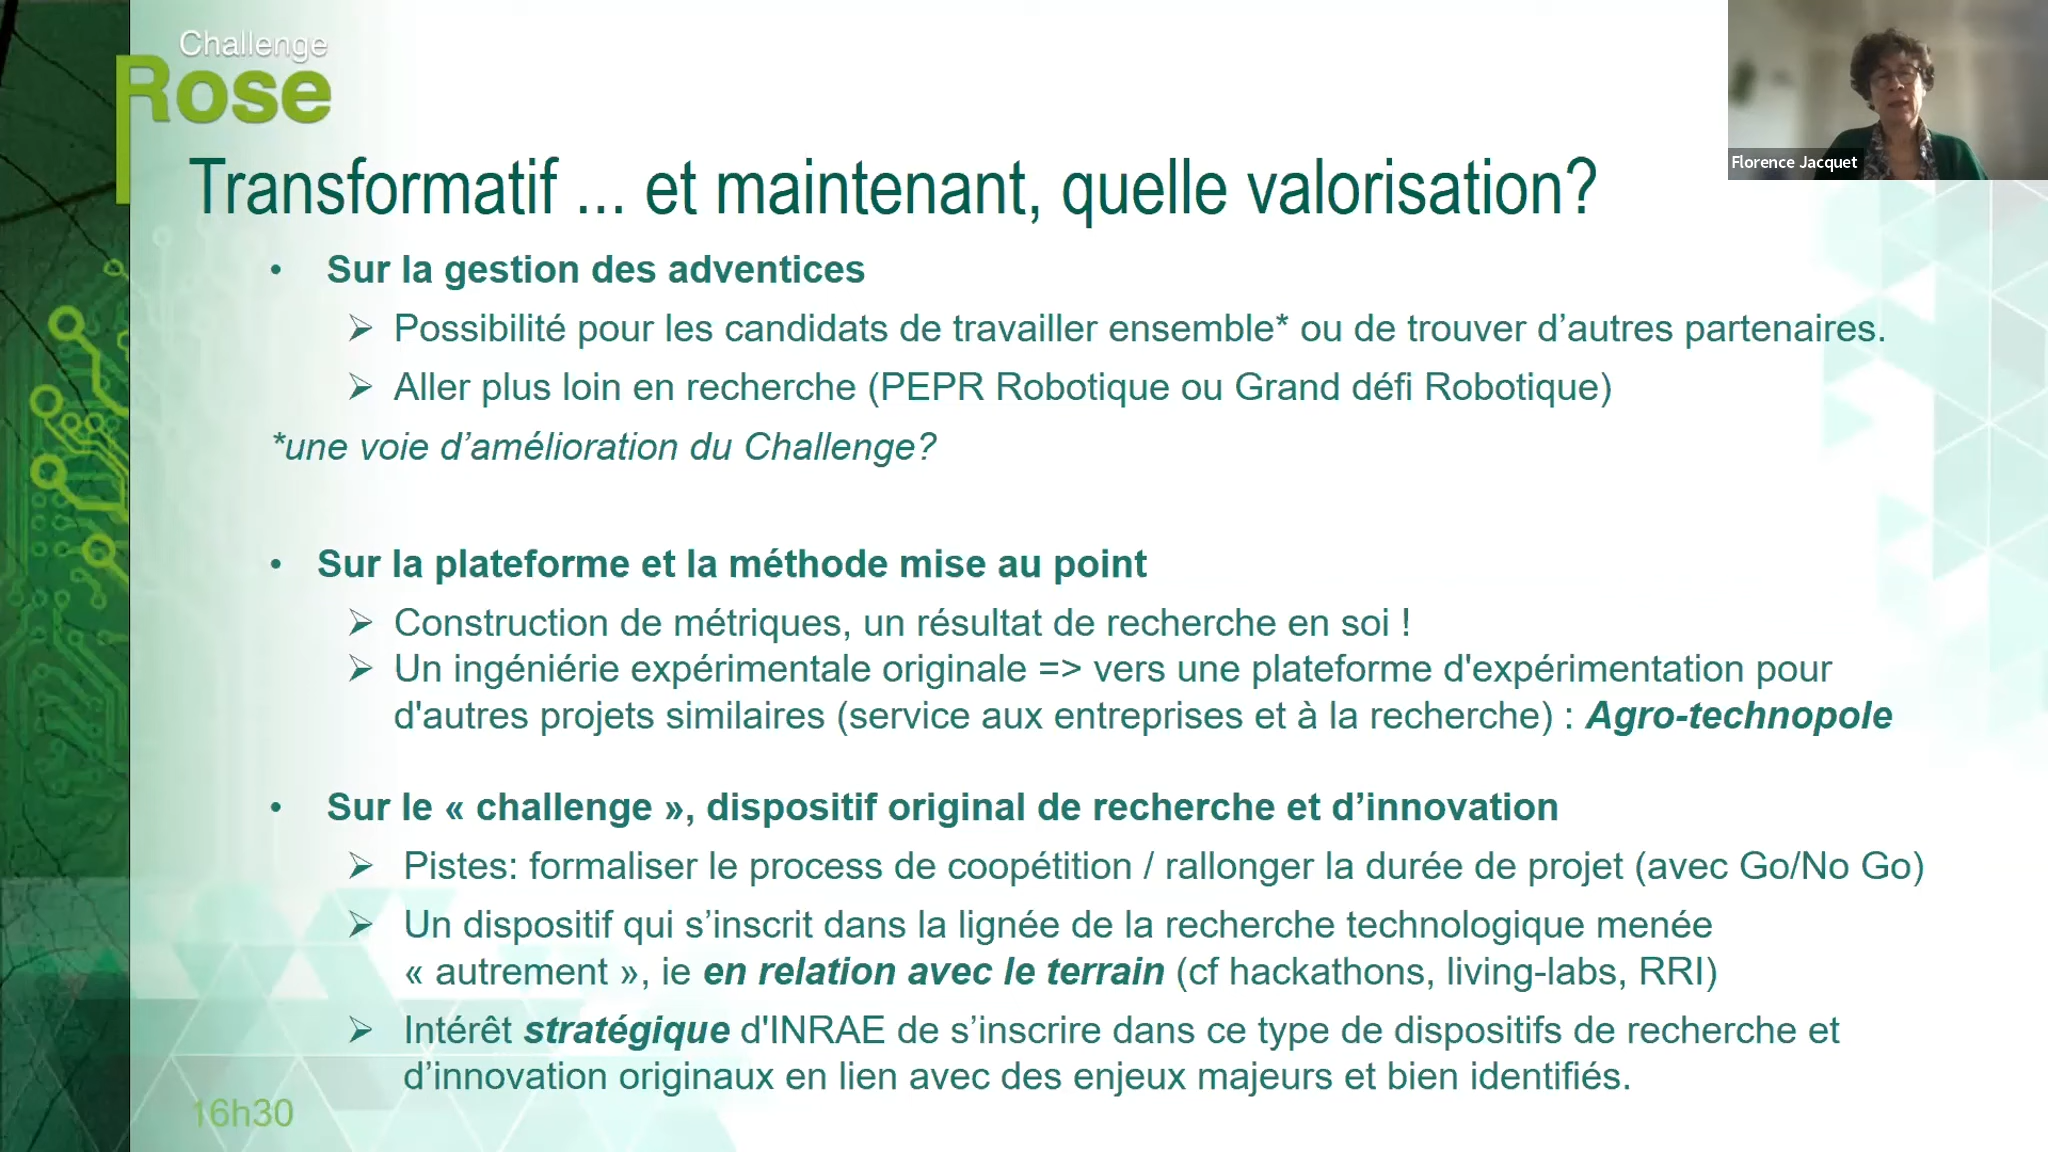 Challenge
Rose
Florence Jacquet
Transformatif ... et maintenant, quelle valorisation?
• Sur la gestion des adventices
➢ Possibilité pour les candidats de travailler ensemble* ou de trouver d’autres partenaires.
➢ Aller plus loin en recherche (PEPR Robotique ou Grand défi Robotique)
*une voie d’amélioration du Challenge?
• Sur la plateforme et la méthode mise au point
➢ Construction de métriques, un résultat de recherche en soi !
➢ Un ingéniérie expérimentale originale => vers une plateforme d'expérimentation pour
d'autres projets similaires (service aux entreprises et à la recherche) : Agro-technopole
• Sur le « challenge », dispositif original de recherche et d’innovation
➢ Pistes: formaliser le process de coopétition / rallonger la durée de projet (avec Go/No Go)
➢ Un dispositif qui s’inscrit dans la lignée de la recherche technologique menée
« autrement », ie en relation avec le terrain (cf hackathons, living-labs, RRI)
➢ Intérêt stratégique d'INRAE de s’inscrire dans ce type de dispositifs de recherche et
d’innovation originaux en lien avec des enjeux majeurs et bien identifiés.
16h30